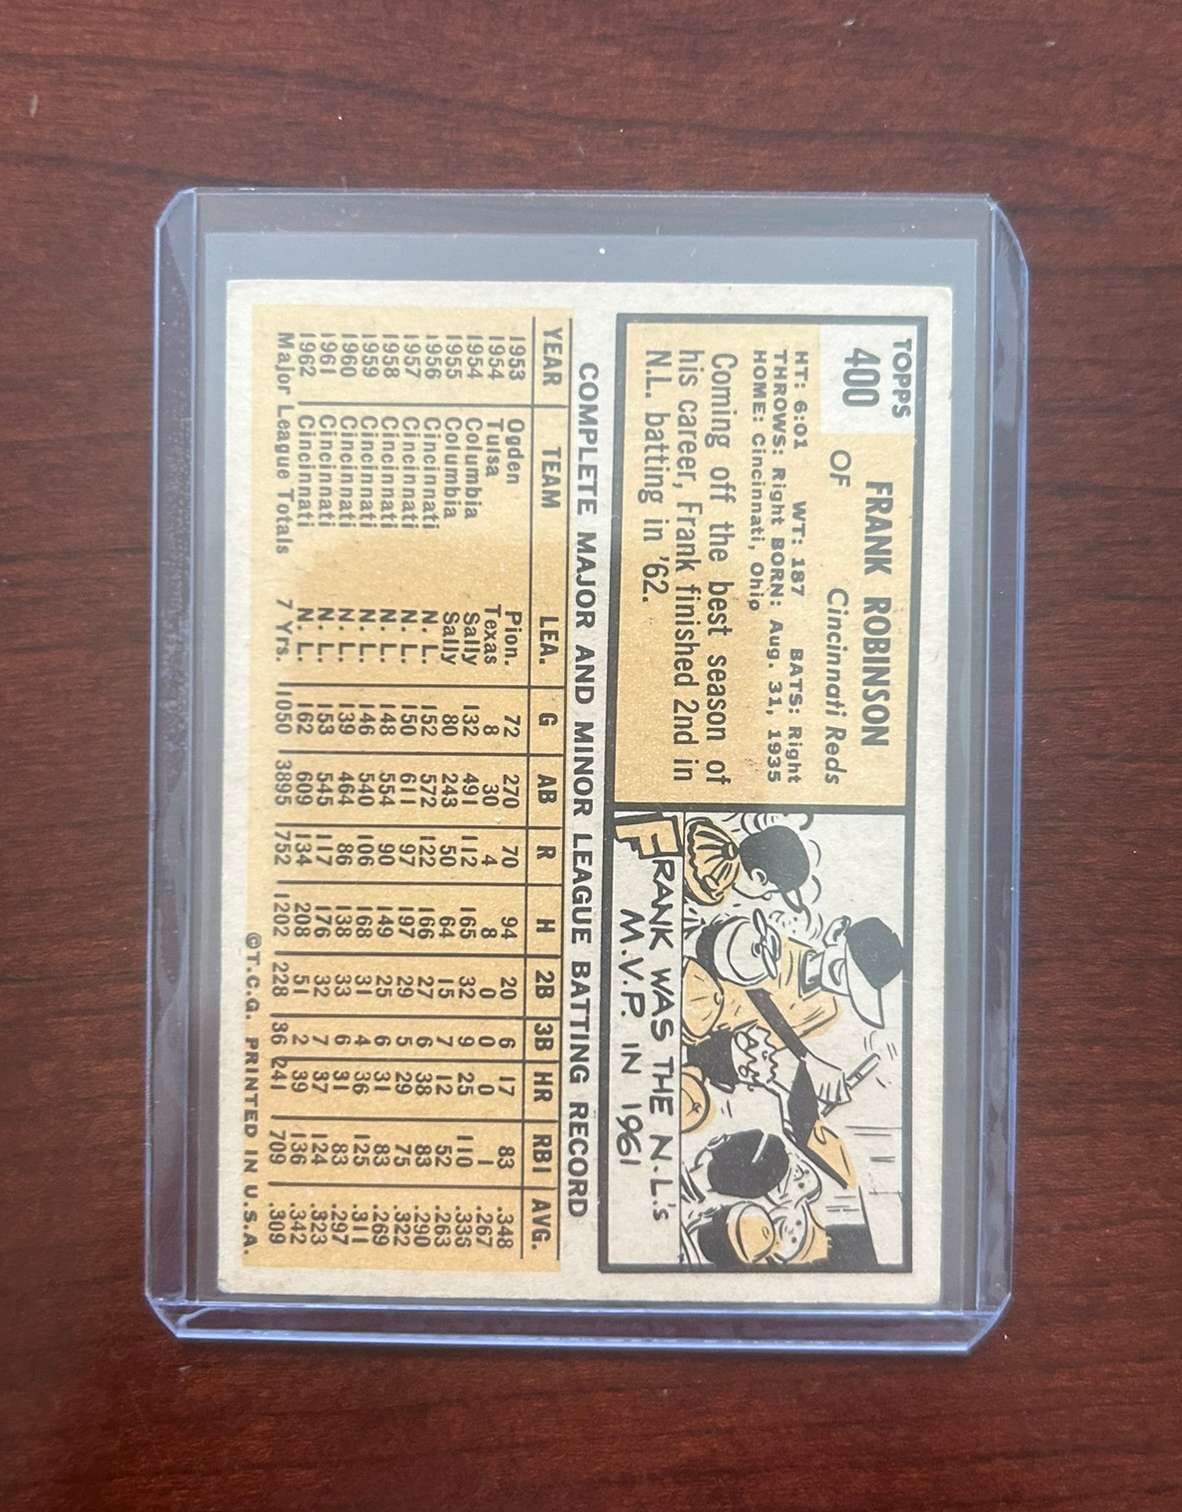 TOPPS
400
FRANK ROBINSON
OF Cincinnati Reds
HT: 6:01 WT: 187 BATS: Right
THROWS: Right BORN: Aug. 31, 1935
HOME: Cincinnati, Ohio
Coming off the best season of
his career, Frank finished 2nd in
N.L. batting in '62.
FRANK WAS THE N.L.'s
M.V.P. IN 1961
COMPLETE MAJOR AND MINOR LEAGUE BATTING RECORD
YEAR TEAM LEA. G AB R H 2B 3B HR RBI AVG.
1953 Ogden Pion. 72 270 70 94 20 6 17 83 .348
1954 Tulsa Texas 8 30 4 8 0 0 0 1 .267
1954 Columbia Sally 132 491 112 165 32 9 25 110 .336
1955 Columbia Sally 80 243 50 64 15 7 12 52 .263
1956 Cincinnati N. L. 152 572 122 166 27 6 38 83 .290
1957 Cincinnati N. L. 150 611 97 197 29 5 29 75 .322
1958 Cincinnati N. L. 148 554 90 149 25 6 31 83 .269
1959 Cincinnati N. L. 146 540 106 168 31 4 36 125 .311
1960 Cincinnati N. L. 139 464 86 138 33 6 31 83 .297
1961 Cincinnati N. L. 153 545 117 176 32 7 37 124 .323
1962 Cincinnati N. L. 162 609 134 208 51 2 39 136 .342
Major League Totals 7 Yrs. 1050 3895 752 1202 228 36 241 709 .309
©T.C.G. PRINTED IN U.S.A.